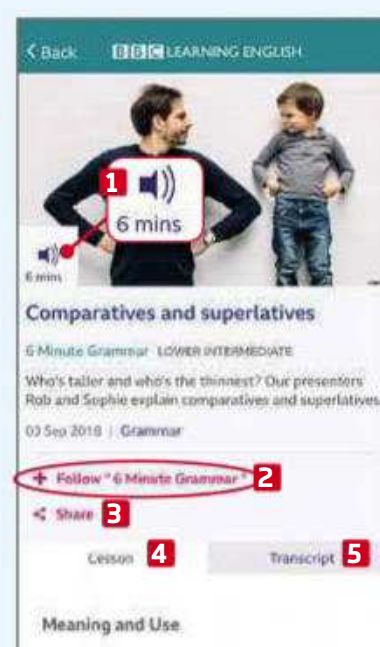 < Back BBC LEARNING ENGLISH
1
6 mins
6 mins
Comparatives and superlatives
6 Minute Grammar LOWER INTERMEDIATE
Who's taller and who's the thinnest? Our presenters
Rob and Sophie explain comparatives and superlatives.
03 Sep 2018 | Grammar
+ Follow "6 Minute Grammar" 2
Share 3
Lesson 4 Transcript 5
Meaning and Use